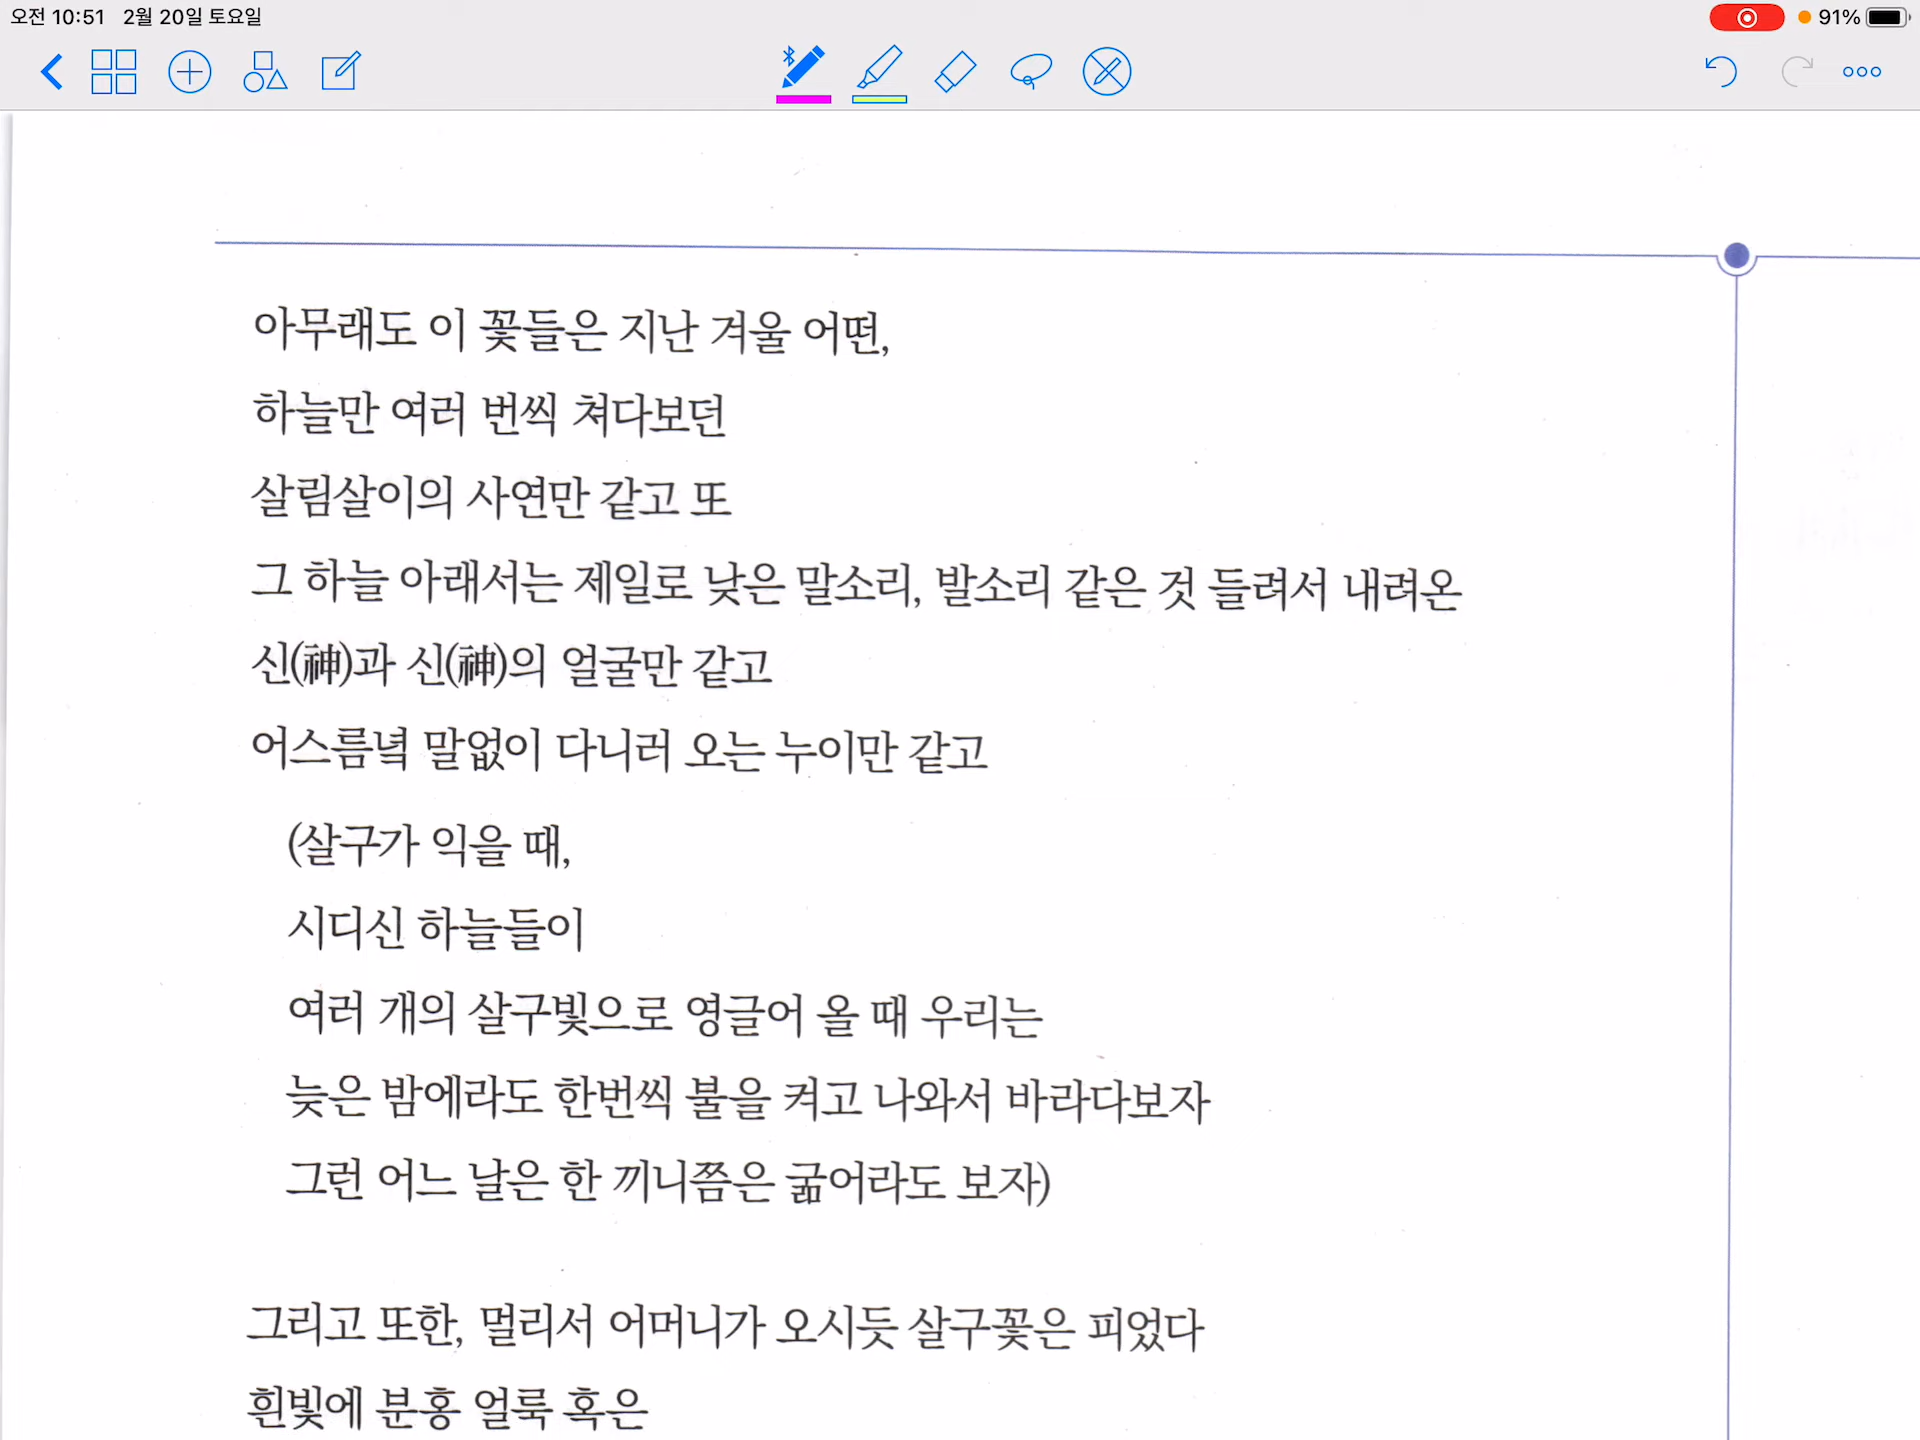 오전 10:51 2월 20일 토요일
91%
아무래도 이 꽃들은 지난 겨울 어떤,
하늘만 여러 번씩 쳐다보던
살림살이의 사연만 같고 또
그 하늘 아래서는 제일로 낮은 말소리, 발소리 같은 것 들려서 내려온
신(神)과 신(神)의 얼굴만 같고
어스름녘 말없이 다니러 오는 누이만 같고
(살구가 익을 때,
시디신 하늘들이
여러 개의 살구빛으로 영글어 올 때 우리는
늦은 밤에라도 한번씩 불을 켜고 나와서 바라다보자
그런 어느 날은 한 끼니쯤은 굶어라도 보자)
그리고 또한, 멀리서 어머니가 오시듯 살구꽃은 피었다
흰빛에 분홍 얼룩 혹은